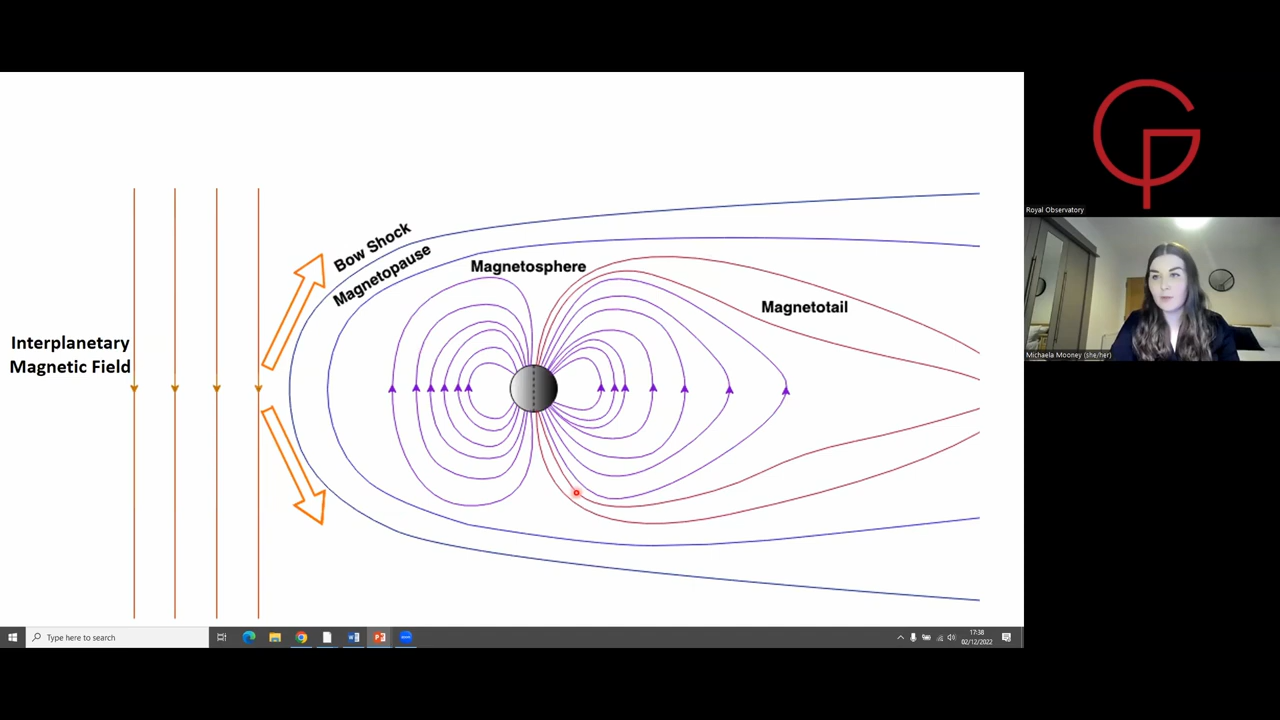 Bow Shock
Magnetopause
Magnetosphere
Magnetotail
Interplanetary
Magnetic Field
Royal Observatory
Michaela Mooney (she/her)
Type here to search
17:38
02/12/2022